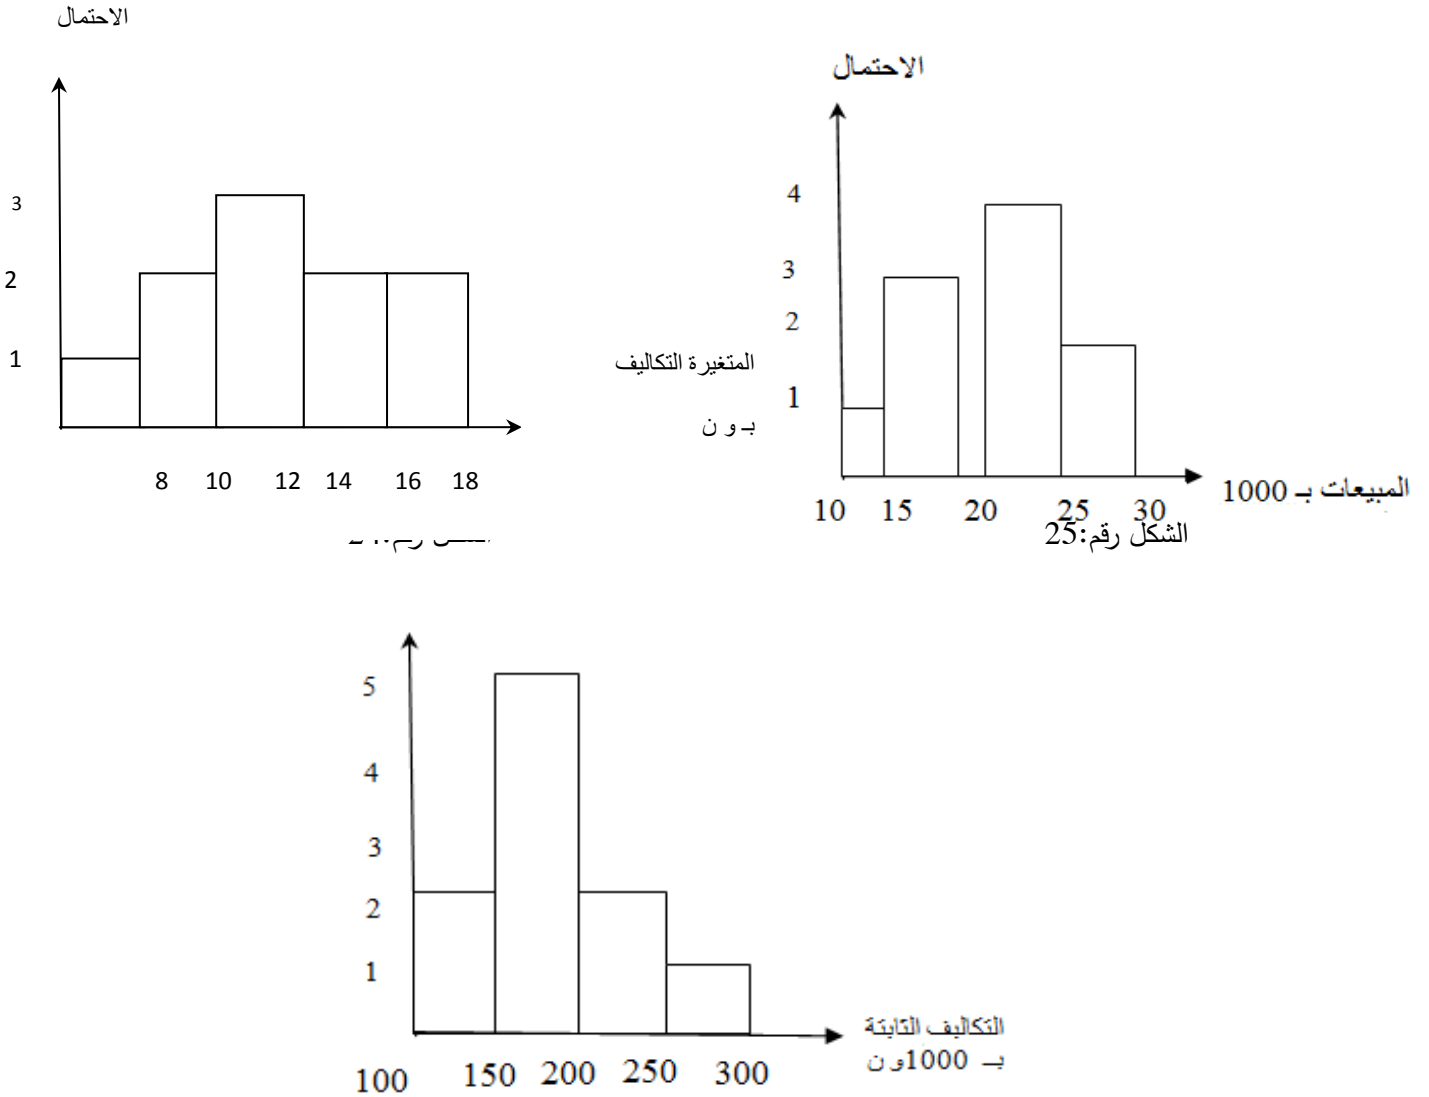 الاحتمال
3
2
1
8 10 12 14 16 18
المتغيرة التكاليف
بـ و ن
الاحتمال
4
3
2
1
10 15 20 25 30
المبيعات بـ 1000
الشكل رقم:25
5
4
3
2
1
100 150 200 250 300
التكاليف الثابتة
بـ 1000و ن